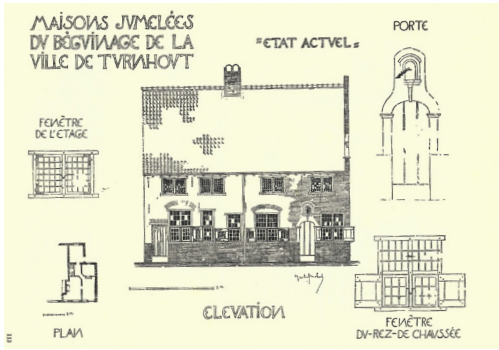 MAISONS JVMELÉES
DV BÉGVINAGE DE LA
VILLE DE TVRNHOVT
=ETAT ACTVEL=
PORTE
FENÊTRE
DE L'ETAGE
PLAN
ELEVATION
FENÊTRE
DV-REZ-DE CHAVSSÉE